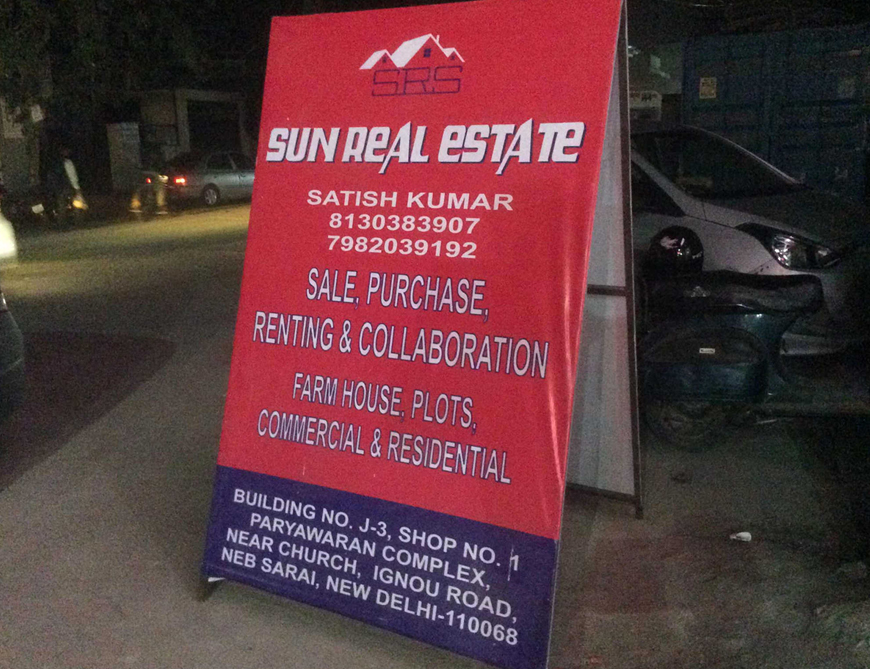 SRS
SUN REAL ESTATE
SATISH KUMAR
8130383907
7982039192
SALE, PURCHASE,
RENTING & COLLABORATION
FARM HOUSE, PLOTS,
COMMERCIAL & RESIDENTIAL
BUILDING NO. J-3, SHOP NO. 1
PARYAWARAN COMPLEX,
NEAR CHURCH, IGNOU ROAD,
NEB SARAI, NEW DELHI-110068